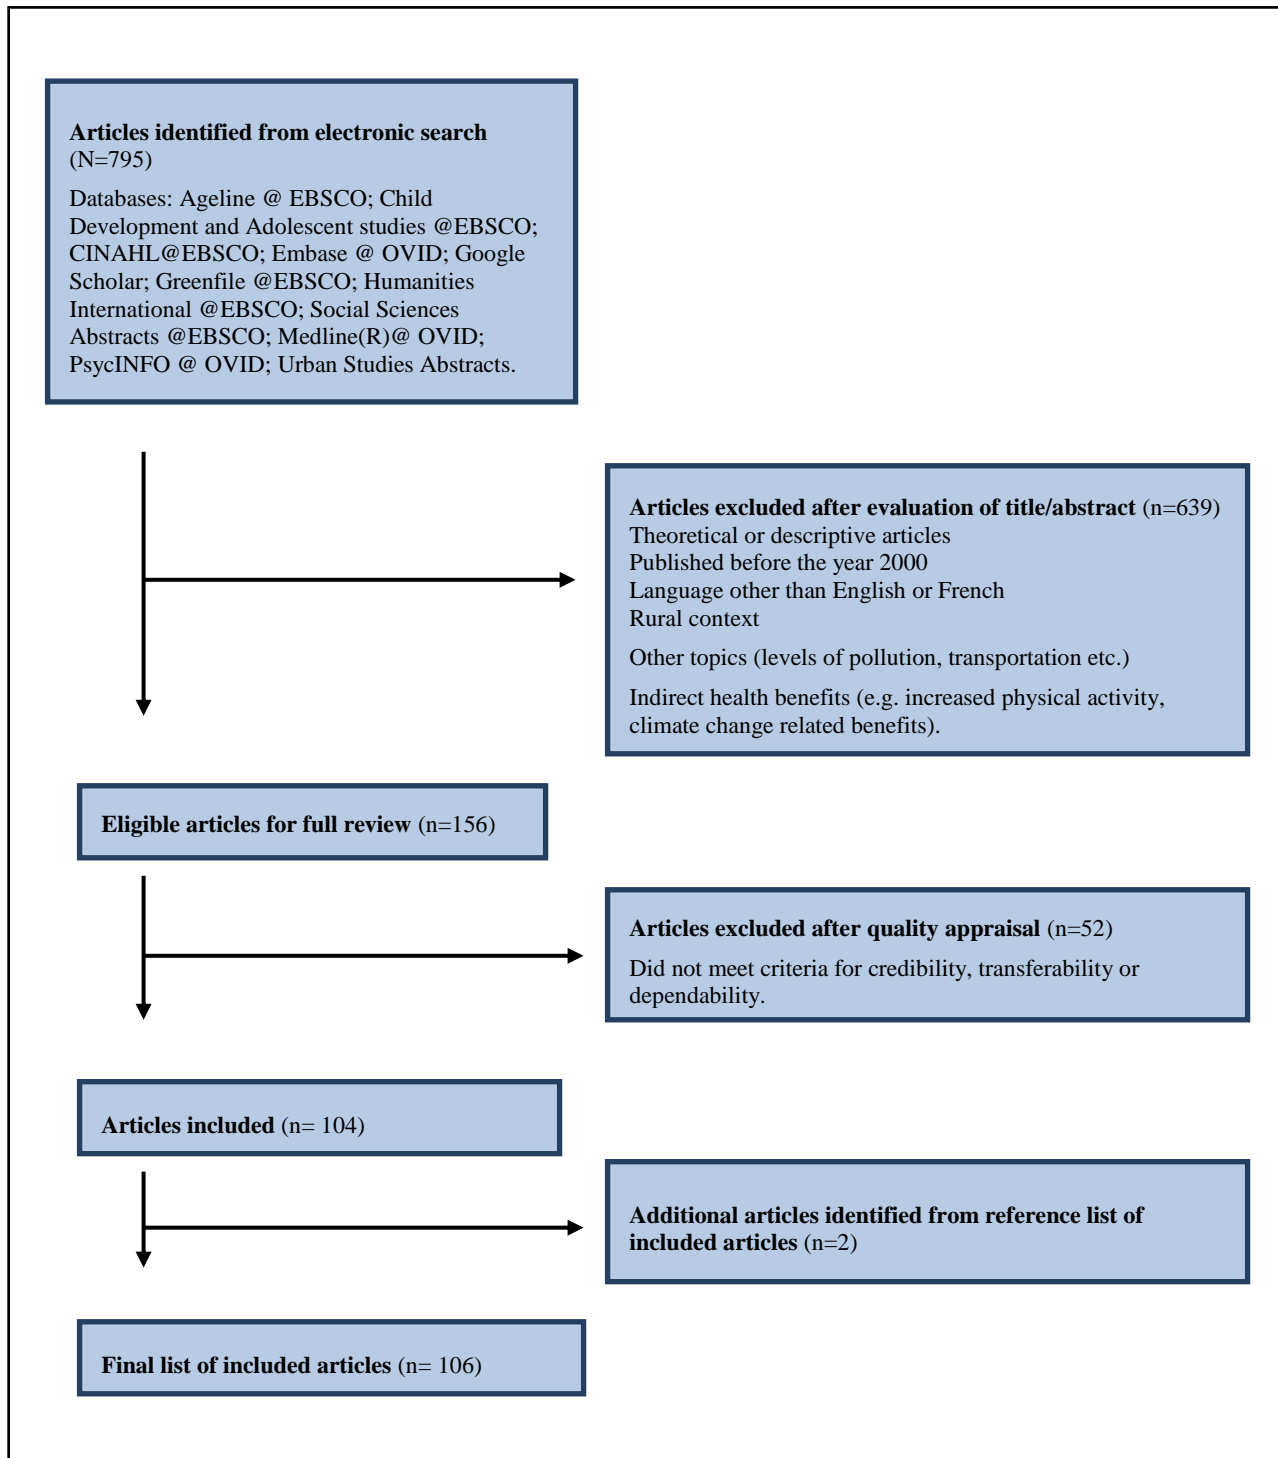 Articles identified from electronic search
(N=795)
Databases: Ageline @ EBSCO; Child
Development and Adolescent studies @EBSCO;
CINAHL@EBSCO; Embase @ OVID; Google
Scholar; Greenfile @EBSCO; Humanities
International @EBSCO; Social Sciences
Abstracts @EBSCO; Medline(R)@ OVID;
PsycINFO @ OVID; Urban Studies Abstracts.
Articles excluded after evaluation of title/abstract (n=639)
Theoretical or descriptive articles
Published before the year 2000
Language other than English or French
Rural context
Other topics (levels of pollution, transportation etc.)
Indirect health benefits (e.g. increased physical activity,
climate change related benefits).
Eligible articles for full review (n=156)
Articles excluded after quality appraisal (n=52)
Did not meet criteria for credibility, transferability or
dependability.
Articles included (n= 104)
Additional articles identified from reference list of
included articles (n=2)
Final list of included articles (n= 106)